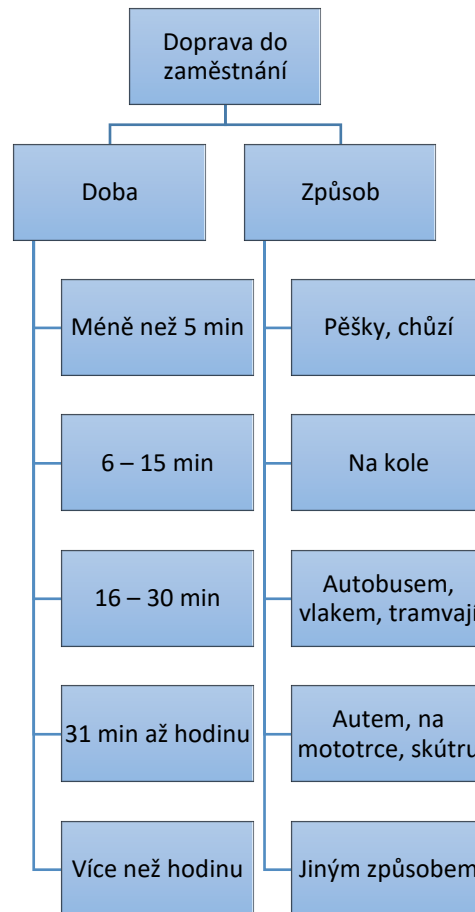 Doprava do
zaměstnání
Doba
Způsob
Méně než 5 min
Pěšky, chůzí
6 – 15 min
Na kole
16 – 30 min
Autobusem,
vlakem, tramvají
31 min až hodinu
Autem, na
mototrce, skútru
Více než hodinu
Jiným způsobem